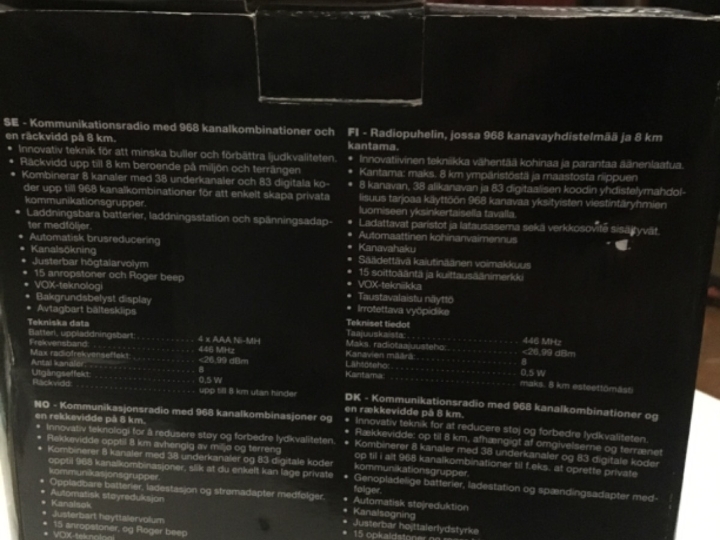 SE - Kommunikationsradio med 968 kanalkombinationer och
en räckvidd på 8 km.
• Innovativ teknik för att minska buller och förbättra ljudkvaliteten.
• Räckvidd upp till 8 km beroende på miljön och terrängen
• Kombinerar 8 kanaler med 38 underkanaler och 83 digitala ko-
der upp till 968 kanalkombinationer för att enkelt skapa privata
kommunikationsgrupper.
• Laddningsbara batterier, laddningsstation och spänningsadap-
ter medföljer.
• Automatisk brusreducering
• Kanalsökning
• Justerbar högtalarvolym
• 15 anropstoner och Roger beep
• VOX-teknologi
• Bakgrundsbelyst display
• Avtagbart bältesklips
Tekniska data
Batteri, uppladdningsbart: 4 x AAA Ni-MH
Frekvensband: 446 MHz
Max radiofrekvenseffekt: <26,99 dBm
Antal kanaler 8
Utgångseffekt: 0,5 W
Räckvidd: upp till 8 km utan hinder
FI - Radiopuhelin, jossa 968 kanavayhdistelmää ja 8 km
kantama.
• Innovatiivinen tekniikka vähentää kohinaa ja parantaa äänenlaatua.
• Kantama: maks. 8 km ympäristöstä ja maastosta riippuen
• 8 kanavan, 38 alikanavan ja 83 digitaalisen koodin yhdistelymahdol-
lisuus tarjoaa käyttöön 968 kanavaa yksityisten viestintäryhmien
luomiseen yksinkertaisella tavalla.
• Ladattavat paristot ja latausasema sekä verkkosovite sisältyvät.
• Automaattinen kohinanvaimennus
• Kanavahaku
• Säädettävä kaiutinäänen voimakkuus
• 15 soittoääntä ja kuittausäänimerkki
• VOX-tekniikka
• Taustavalaistu näyttö
• Irrotettava vyöpidike
Tekniset tiedot
Taajuuskaista: 446 MHz
Maks. radiotaajuusteho: <26,99 dBm
Kanavien määrä: 8
Lähtöteho: 0,5 W
Kantama: maks. 8 km esteettömästi
NO - Kommunikasjonsradio med 968 kanalkombinasjoner og
en rekkevidde på 8 km.
• Innovativ teknologi for å redusere støy og forbedre lydkvaliteten.
• Rekkevidde opptil 8 km avhengig av miljø og terreng
• Kombinerer 8 kanaler med 38 underkanaler og 83 digitale koder
opptil 968 kanalkombinasjoner, slik at du enkelt kan lage private
kommunikasjonsgrupper.
• Oppladbare batterier, ladestasjon og strømadapter medfølger.
• Automatisk støyreduksjon
• Kanalsøk
• Justerbart høyttalervolum
• 15 anropstoner, og Roger beep
• VOX-teknologi
DK - Kommunikationsradio med 968 kanalkombinationer og
en rækkevidde på 8 km.
• Innovativ teknik for at reducere støj og forbedre lydkvaliteten.
• Rækkevidde: op til 8 km, afhængigt af omgivelserne og terrænet
• Kombinerer 8 kanaler med 38 underkanaler og 83 digitale koder
op til i alt 968 kanalkombinationer til f.eks. at oprette private
kommunikationsgrupper.
• Genopladelige batterier, ladestation og spændingsadapter med-
følger.
• Automatisk støjreduktion
• Kanalsøgning
• Justerbar højttalerlydstyrke
• 15 opkaldstoner og